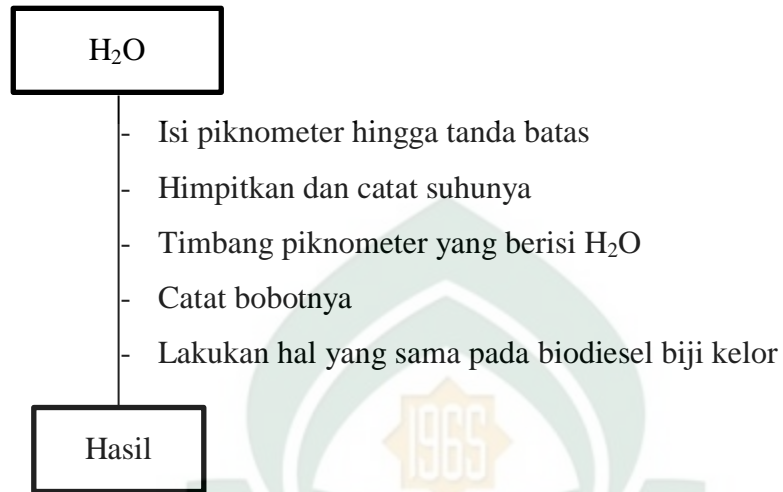 H₂O
- Isi piknometer hingga tanda batas
- Himpitkan dan catat suhunya
- Timbang piknometer yang berisi H₂O
- Catat bobotnya
- Lakukan hal yang sama pada biodiesel biji kelor
1965
Hasil